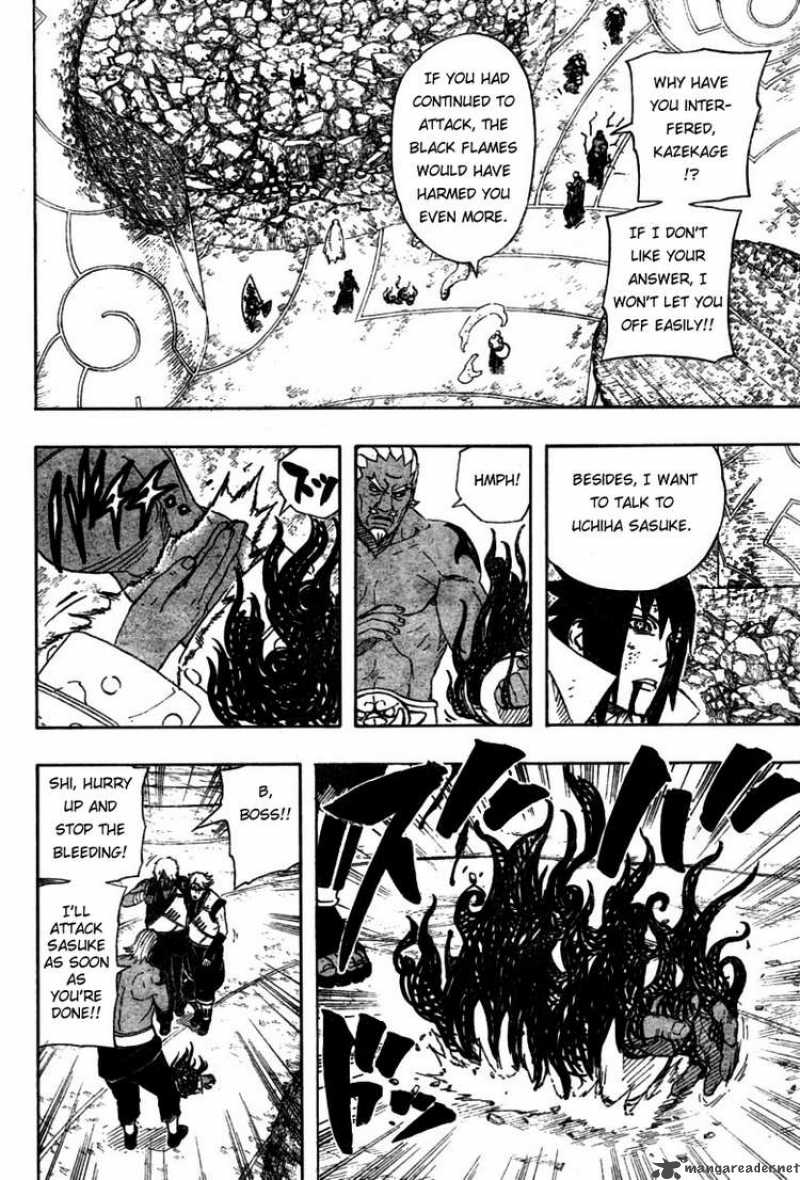 WHY HAVE
YOU INTER-
FERED,
KAZEKAGE
!?
IF I DON'T
LIKE YOUR
ANSWER, I
WON'T LET YOU
OFF EASILY!!
IF YOU HAD
CONTINUED TO
ATTACK, THE
BLACK FLAMES
WOULD HAVE
HARMED YOU
EVEN MORE.
BESIDES, I WANT
TO TALK TO
UCHIHA SASUKE.
HMPH!
ズッ
B,
BOSS!!
SHI, HURRY
UP AND
STOP THE
BLEEDING!
I'LL
ATTACK
SASUKE
AS SOON
AS
YOU'RE
DONE!!
mangareader.net